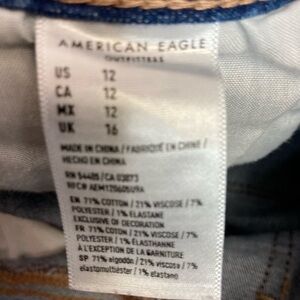 AMERICAN EAGLE
OUTFITTERS
US 12
CA 12
MX 12
UK 16
MADE IN CHINA / FABRIQUÉ EN CHINE /
HECHO EN CHINA
RN 54485/CA 03873
EN 71% COTTON / 21% VISCOSE / 7%
POLYESTER / 1% ELASTANE
EXCLUSIVE OF DECORATION
FR 71% COTON / 21% VISCOSE / 7%
POLYESTER / 1% ÉLASTHANNE
À L'EXCEPTION DE LA GARNITURE
SP 71% algodón / 21% viscosa / 7%
elastomultiéster / 1% elastano